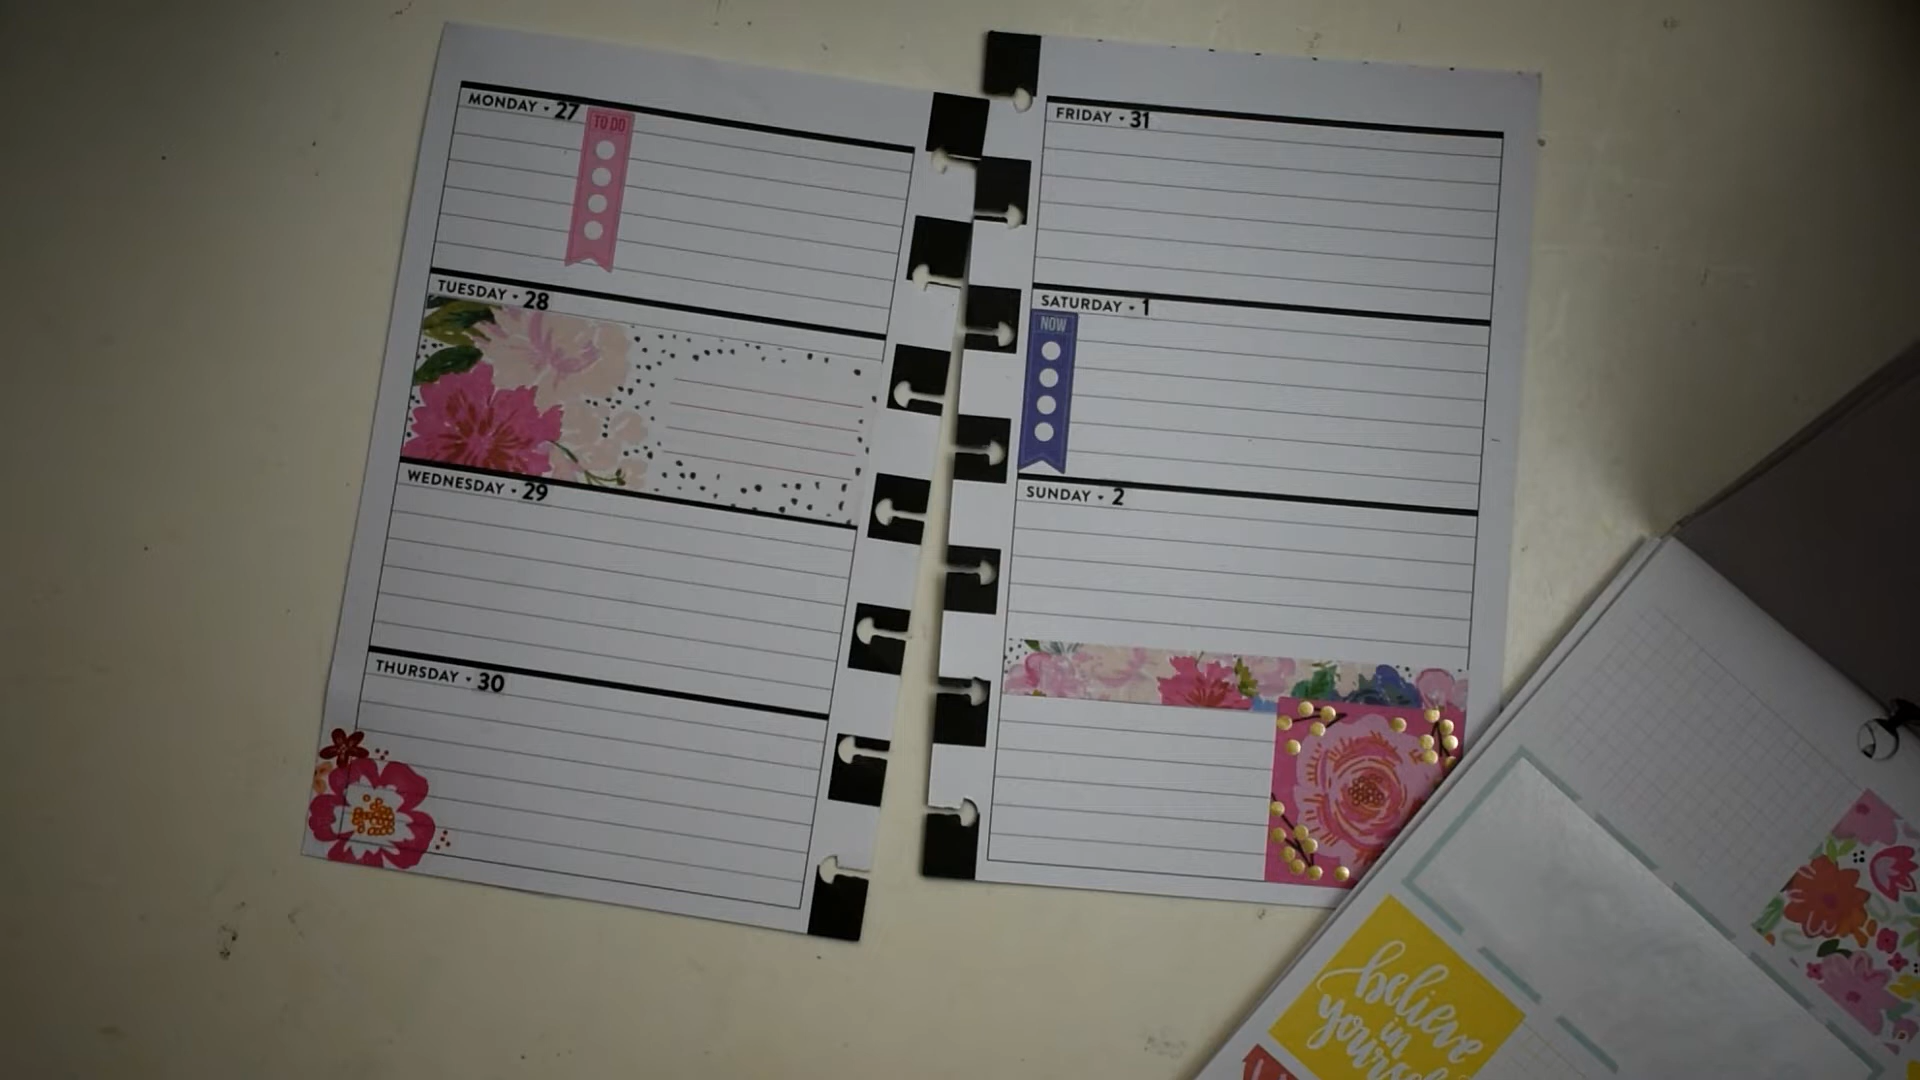 MONDAY • 27
TO DO
TUESDAY • 28
WEDNESDAY • 29
THURSDAY • 30
FRIDAY • 31
SATURDAY • 1
NOW
SUNDAY • 2
believe
in